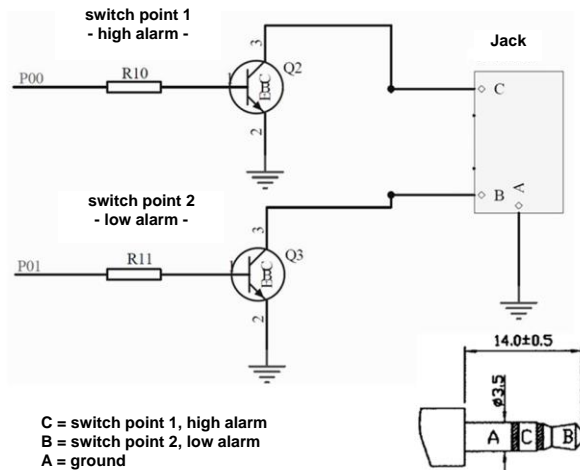 switch point 1
- high alarm -
Jack
3
P00
R10
1
C
B
E
Q2
C
2
switch point 2
- low alarm -
B
A
3
P01
R11
1
C
B
E
Q3
2
14.0±0.5
ø3.5
A
C
B
C = switch point 1, high alarm
B = switch point 2, low alarm
A = ground